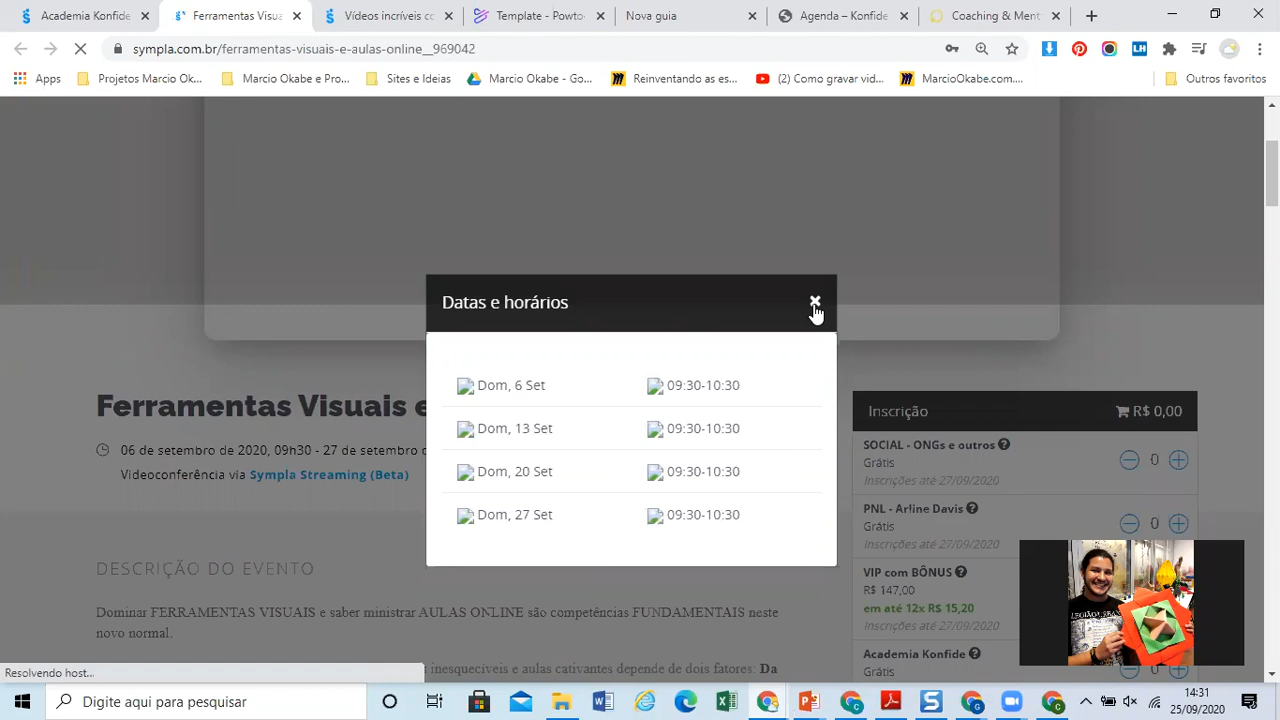 Academia Konfide
Ferramentas Visua
Vídeos incríveis c
Template - Powto
Nova guia
Agenda – Konfide
Coaching & Ment
sympla.com.br/ferramentas-visuais-e-aulas-online__969042
Apps
Projetos Marcio Ok...
Marcio Okabe e Pro...
Sites e Ideias
Marcio Okabe - Go...
Reinventando as es...
(2) Como gravar vid...
MarcioOkabe.com....
Outros favoritos
Datas e horários
Dom, 6 Set 09:30-10:30
Dom, 13 Set 09:30-10:30
Dom, 20 Set 09:30-10:30
Dom, 27 Set 09:30-10:30
Ferramentas Visuais e
06 de setembro de 2020, 09h30 - 27 de setembro
Videoconferência via Sympla Streaming (Beta)
DESCRIÇÃO DO EVENTO
Dominar FERRAMENTAS VISUAIS e saber ministrar AULAS ONLINE são competências FUNDAMENTAIS neste
novo normal.
inesquecíveis e aulas cativantes depende de dois fatores: Da
Inscrição R$ 0,00
SOCIAL - ONGs e outros
Grátis 0
Inscrições até 27/09/2020
PNL - Arline Davis
Grátis 0
Inscrições até 27/09/2020
VIP com BÔNUS
R$ 147,00
em até 12x R$ 15,20
Inscrições até 27/09/2020
Academia Konfide
Grátis
Resolvendo host...
Digite aqui para pesquisar
14:31
25/09/2020